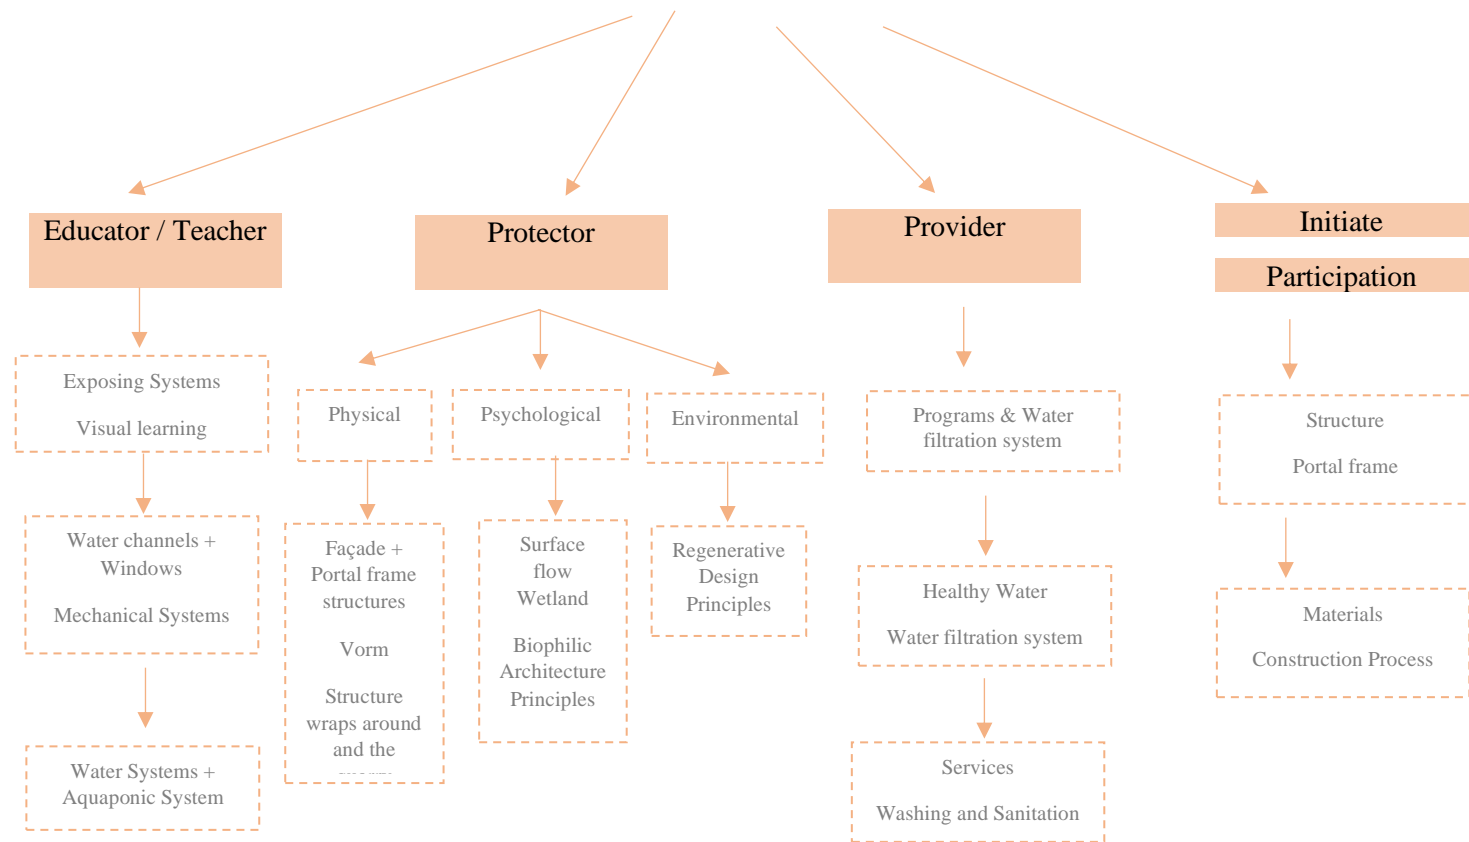 Educator / Teacher
Exposing Systems
Visual learning
Water channels +
Windows
Mechanical Systems
Water Systems +
Aquaponic System
Protector
Physical
Façade +
Portal frame
structures
Vorm
Structure
wraps around
and the
Psychological
Surface
flow
Wetland
Biophilic
Architecture
Principles
Environmental
Regenerative
Design
Principles
Provider
Programs & Water
filtration system
Healthy Water
Water filtration system
Services
Washing and Sanitation
Initiate
Participation
Structure
Portal frame
Materials
Construction Process